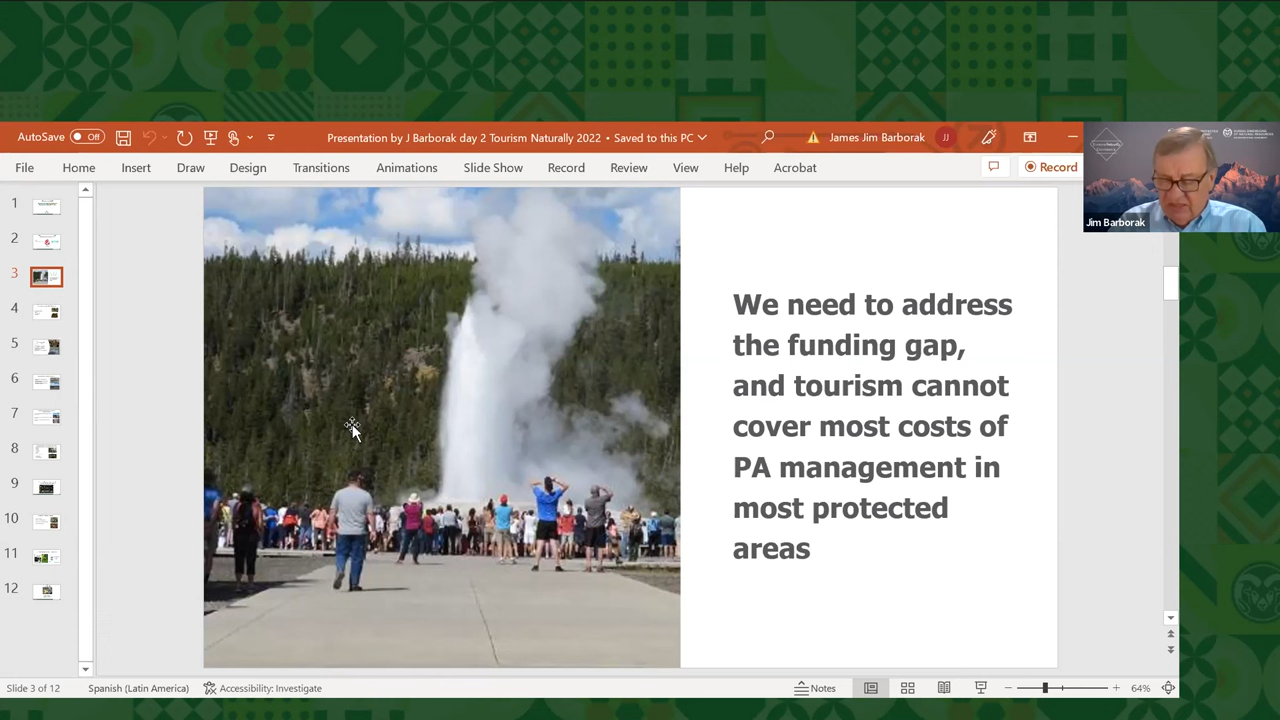 AutoSave Off
Presentation by J Barborak day 2 Tourism Naturally 2022 • Saved to this PC
James Jim Barborak JJ
File Home Insert Draw Design Transitions Animations Slide Show Record Review View Help Acrobat
Record
Jim Barborak
1
2
3
4
5
6
7
8
9
10
11
12
We need to address
the funding gap,
and tourism cannot
cover most costs of
PA management in
most protected
areas
Slide 3 of 12 Spanish (Latin America) Accessibility: Investigate Notes 64%